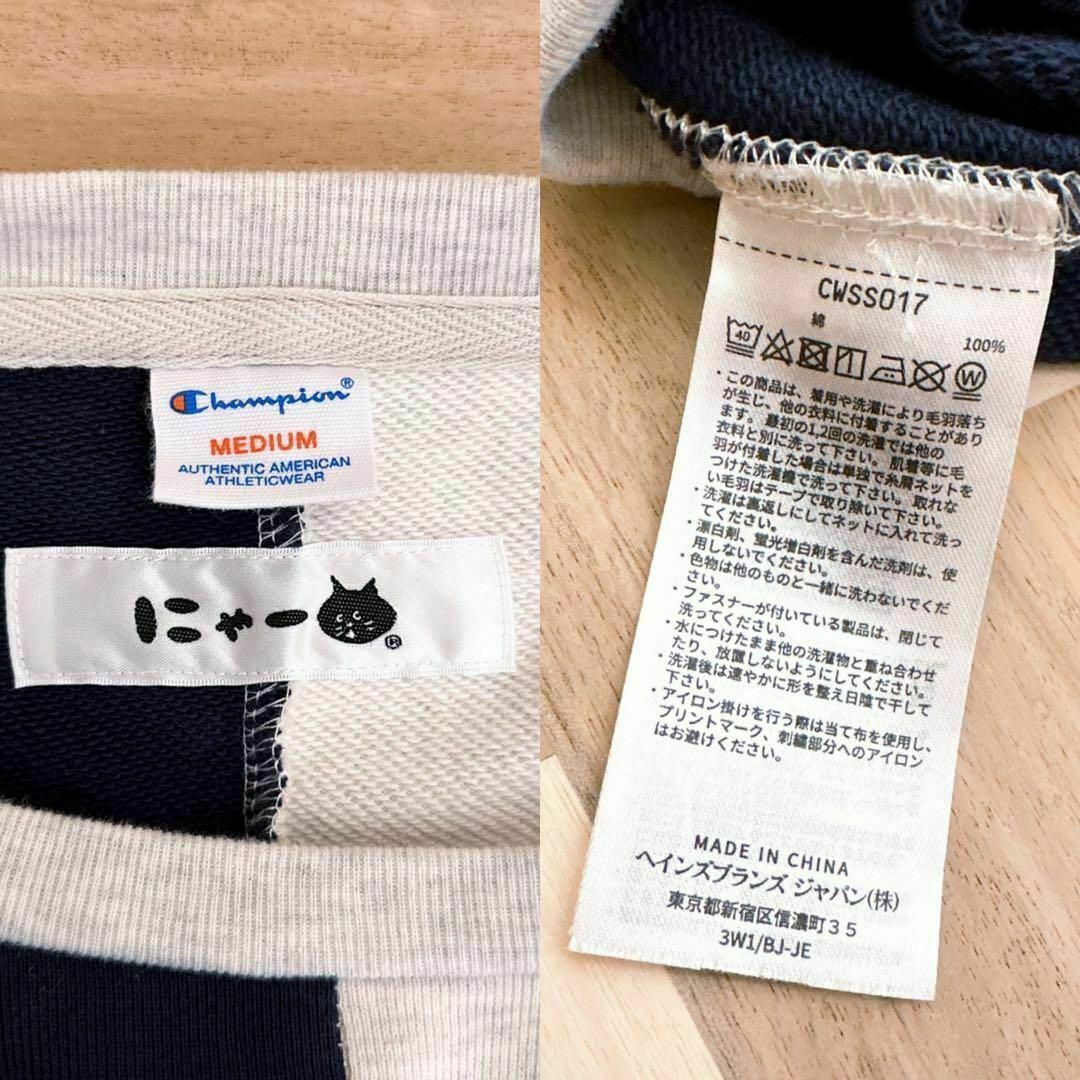 Champion®
MEDIUM
AUTHENTIC AMERICAN
ATHLETICWEAR
にゃー
®
CWSS017
綿
100%
40
W
・この商品は、着用や洗濯により毛羽落ち
が生じ、他の衣料に付着することがあり
ます。最初の1,2回の洗濯では他の
衣料と別に洗って下さい。肌着等に毛
羽が付着した場合は単独で糸屑ネットを
つけた洗濯機で洗って下さい。取れな
い毛羽はテープで取り除いて下さい。
・洗濯は裏返しにしてネットに入れて洗っ
てください。
・漂白剤、蛍光増白剤を含んだ洗剤は、使
用しないでください。
・色物は他のものと一緒に洗わないでくだ
さい。
・ファスナーが付いている製品は、閉じて
洗ってください。
・水につけたまま他の洗濯物と重ね合わせ
たり、放置しないようにしてください。
・洗濯後は速やかに形を整え日陰で干して
下さい。
・アイロン掛けを行う際は当て布を使用し、
プリントマーク、刺繍部分へのアイロン
はお避けください。
MADE IN CHINA
ヘインズブランズ ジャパン(株)
東京都新宿区信濃町35
3W1/BJ-JE